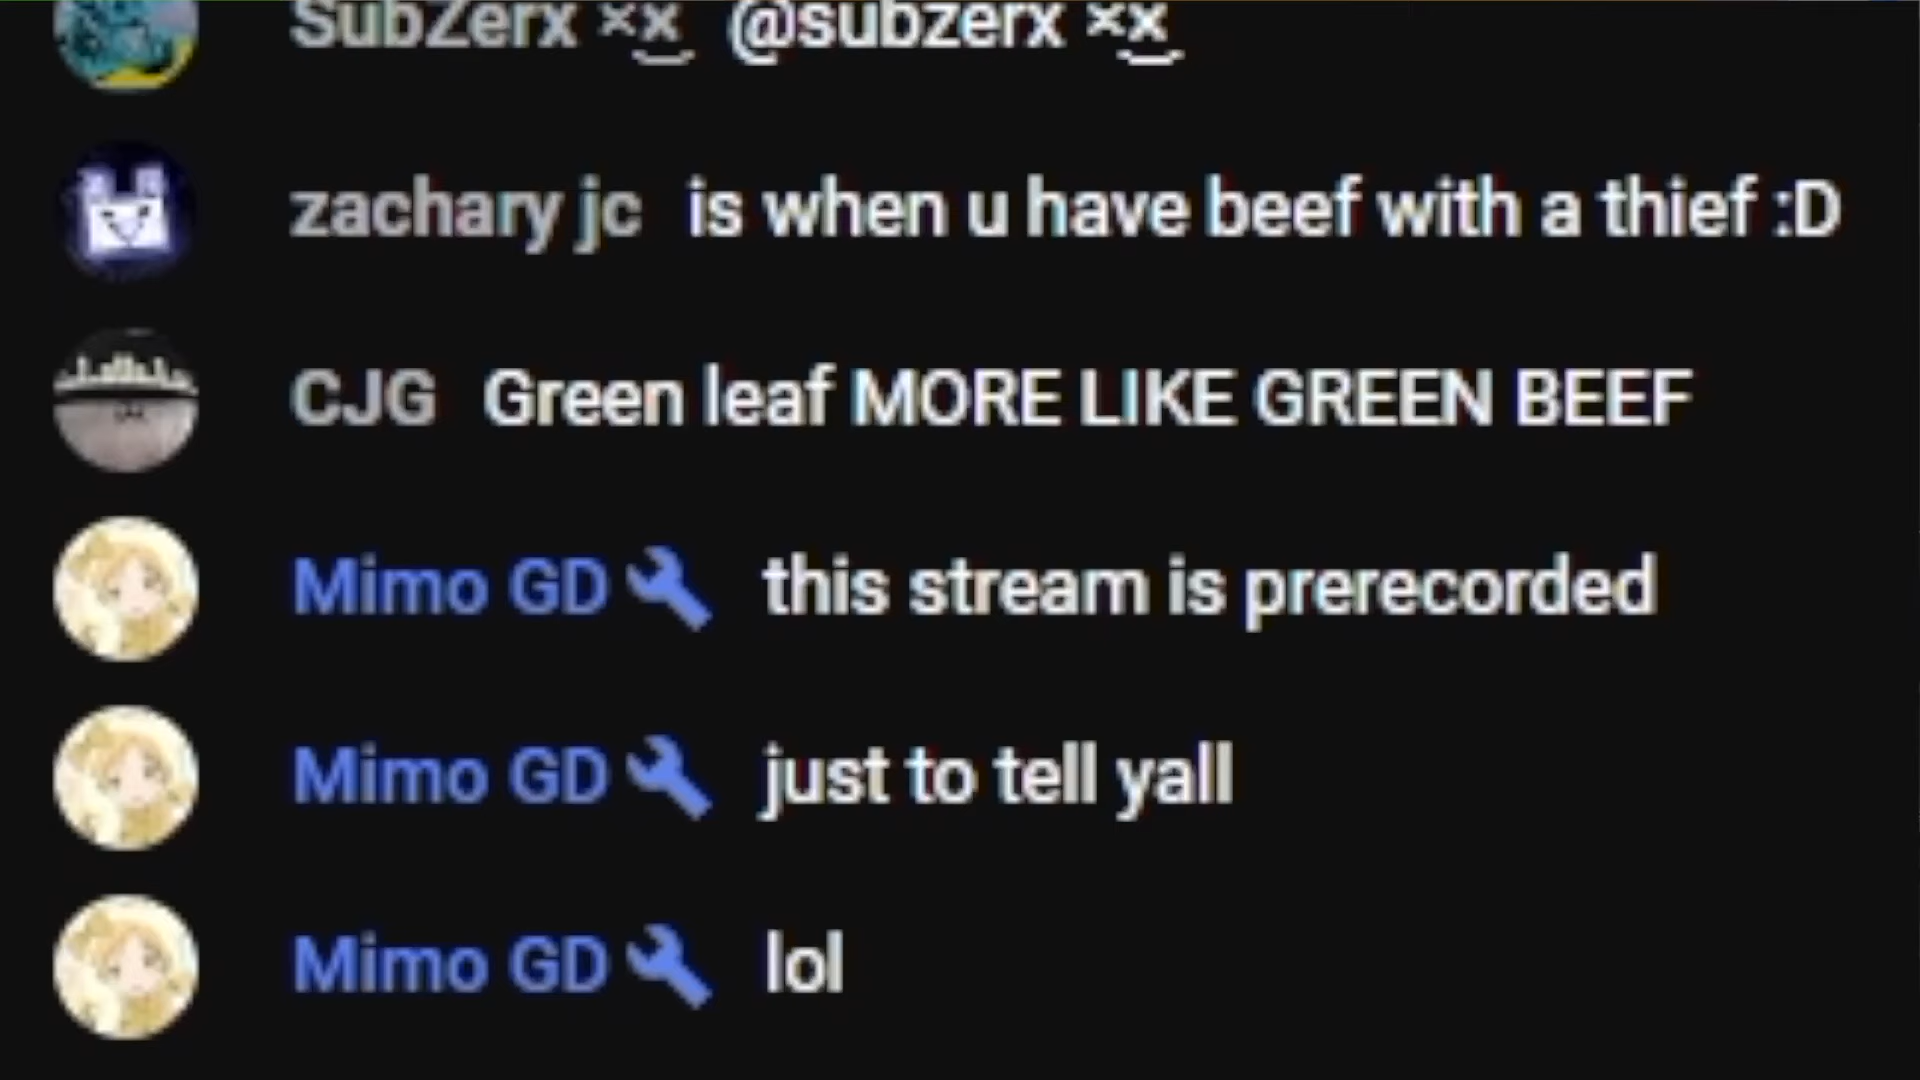 SubZerx ×͜× @subzerx ×͜×
zachary jc is when u have beef with a thief :D
CJG Green leaf MORE LIKE GREEN BEEF
Mimo GD this stream is prerecorded
Mimo GD just to tell yall
Mimo GD lol